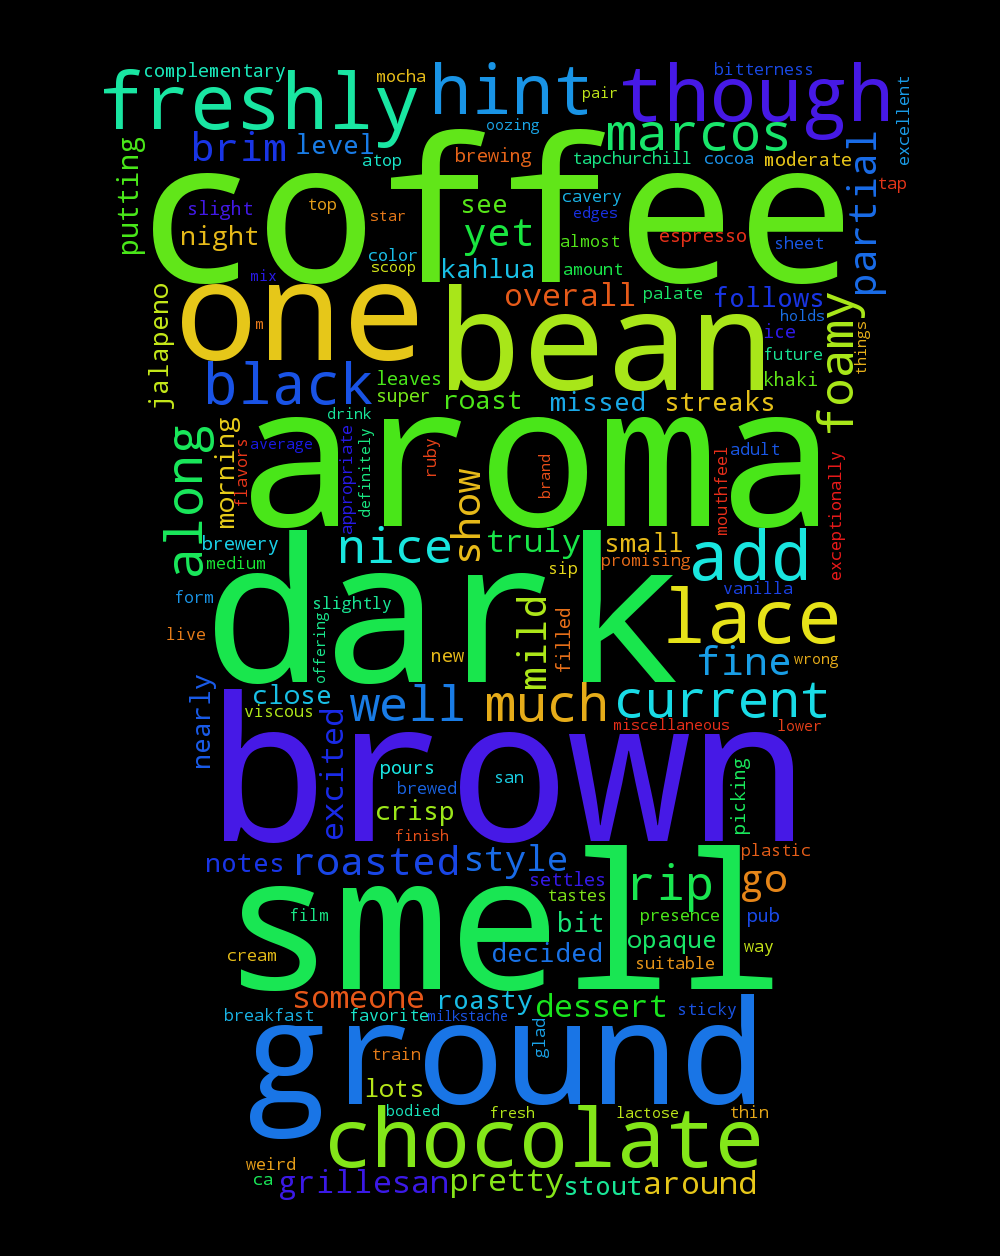 complementary
mocha
hint
pair
though
bitterness
freshly
oozing
excellent
putting
brim
level
atop
brewing
marcos
tapchurchill
cocoa
moderate
partial
tap
coffee
slight
top
star
see
cavery
edges
night
yet
almost
espresso
sheet
color
scoop
kahlua
amount
mix
one
m
overall
palate
follows
jalapeno
bean
holds
ice
things
foamy
future
black
leaves
super
khaki
roast
missed
streaks
drink
along
morning
flavors
average
appropriate
definitely
aroma
ruby
show
brand
mouthfeel
adult
exceptionally
brewery
medium
nice
truly
small
promising
add
form
dark
sip
vanilla
slightly
live
offering
mild
filled
lace
new
fine
wrong
nearly
close
viscous
well
much
current
miscellaneous
lower
brown
excited
pours
brewed
san
crisp
picking
finish
notes
roasted
style
plastic
settles
tastes
rip
go
smell
film
bit
presence
pub
opaque
way
cream
decided
suitable
someone
roasty
dessert
sticky
breakfast
favorite
milkstache
glad
ground
train
lots
bodied
fresh
lactose
thin
chocolate
weird
ca
grillesan
pretty
stout
around